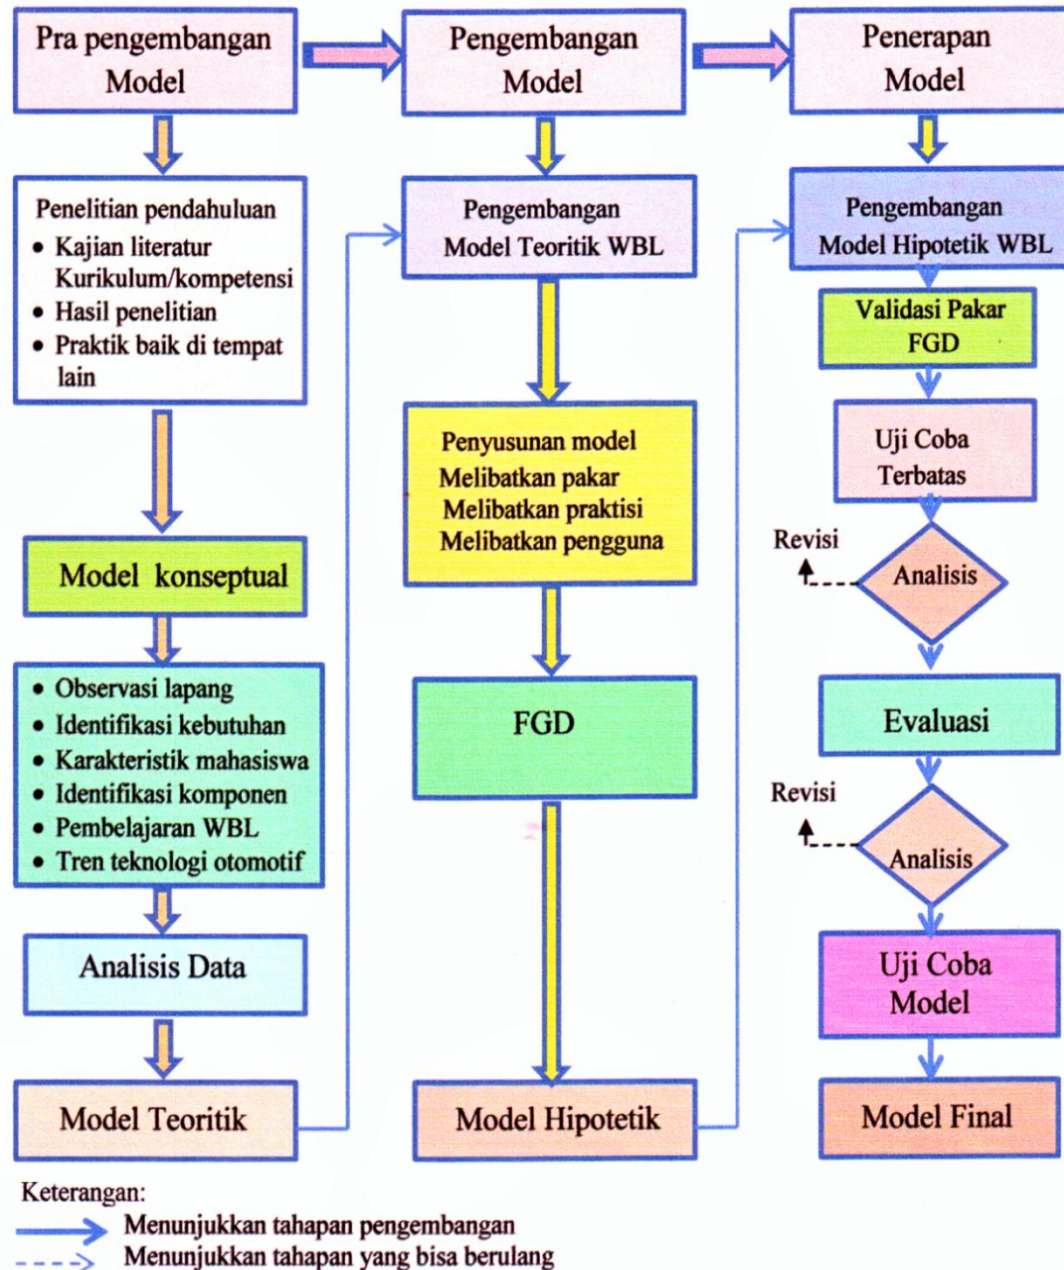 Pra pengembangan
Model
Pengembangan
Model
Penerapan
Model
Penelitian pendahuluan
• Kajian literatur
Kurikulum/kompetensi
• Hasil penelitian
• Praktik baik di tempat
lain
Model konseptual
• Observasi lapang
• Identifikasi kebutuhan
• Karakteristik mahasiswa
• Identifikasi komponen
• Pembelajaran WBL
• Tren teknologi otomotif
Analisis Data
Model Teoritik
Pengembangan
Model Teoritik WBL
Penyusunan model
Melibatkan pakar
Melibatkan praktisi
Melibatkan pengguna
FGD
Model Hipotetik
Pengembangan
Model Hipotetik WBL
Validasi Pakar
FGD
Uji Coba
Terbatas
Revisi
Analisis
Evaluasi
Revisi
Analisis
Uji Coba
Model
Model Final
Keterangan:
Menunjukkan tahapan pengembangan
Menunjukkan tahapan yang bisa berulang